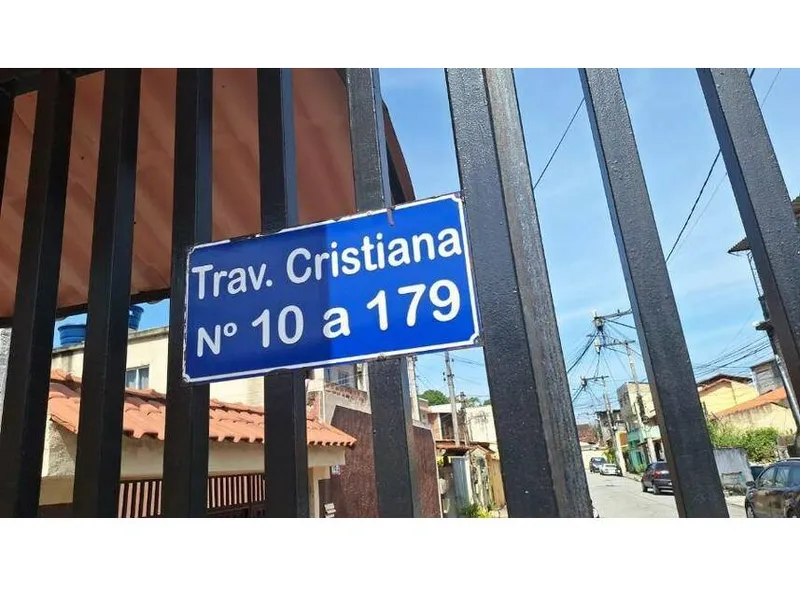 Trav. Cristiana
Nº 10 a 179